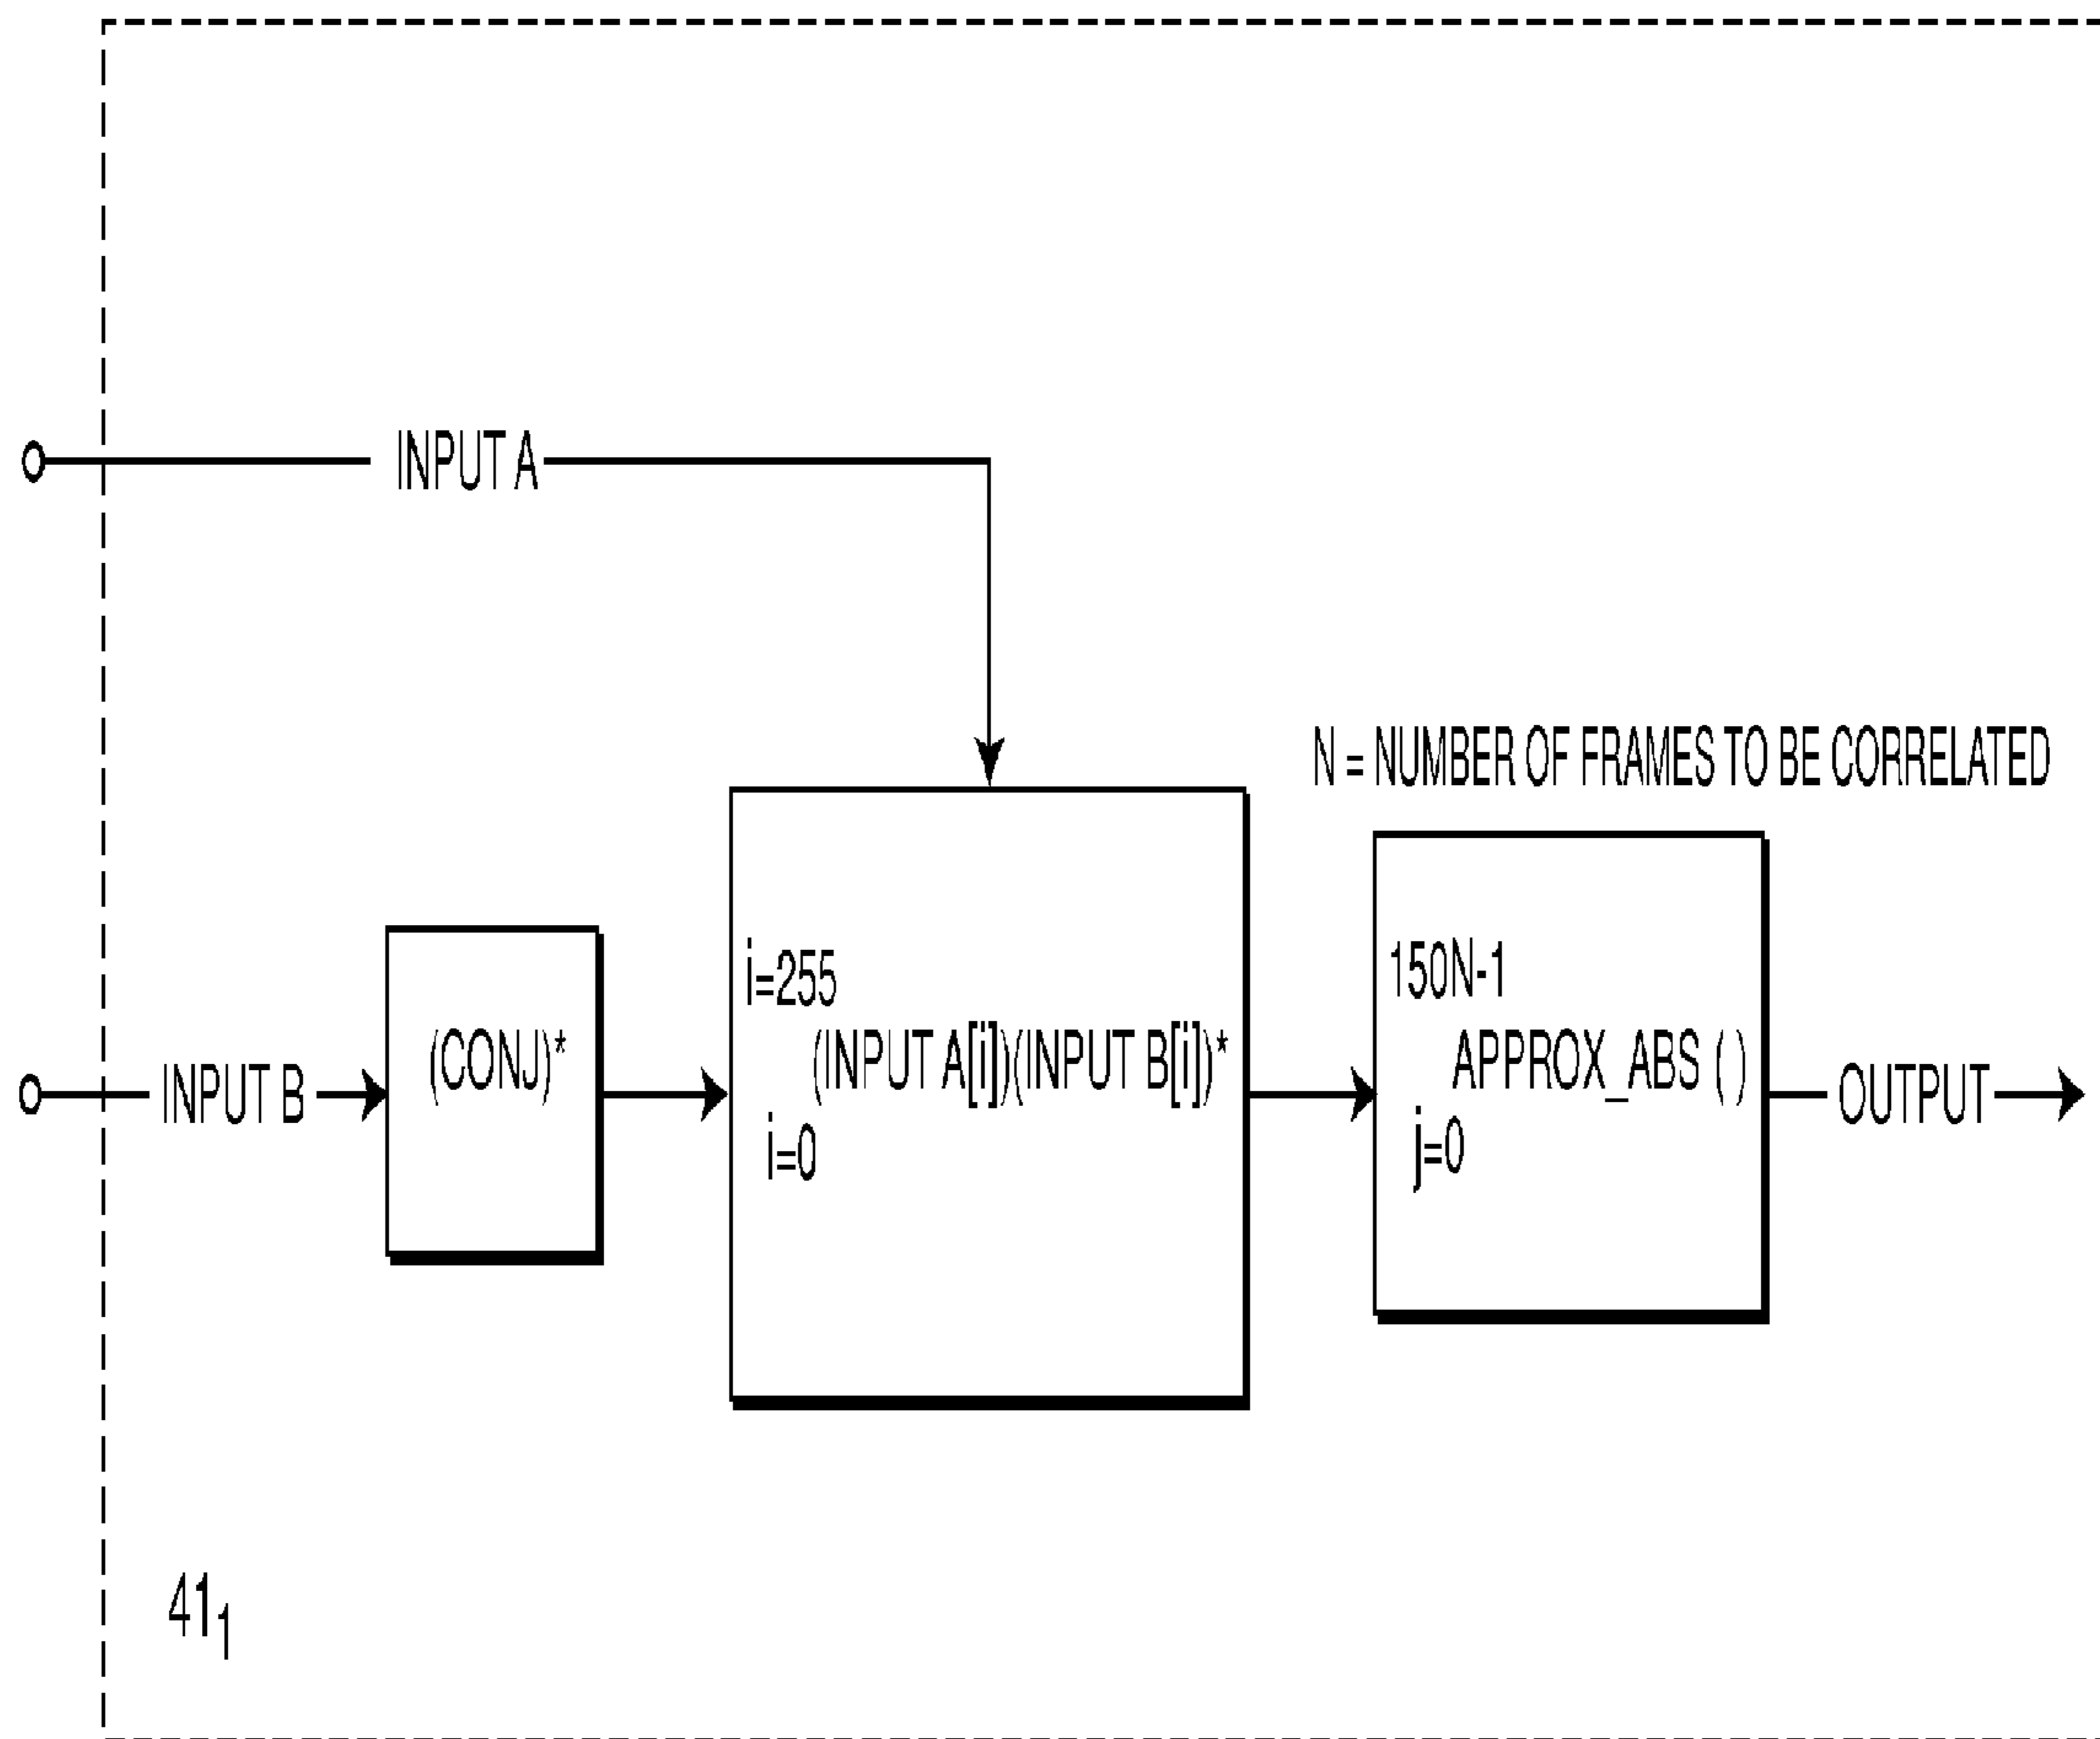 INPUT A
N = NUMBER OF FRAMES TO BE CORRELATED
i=255
150N-1
(CONJ)*
(INPUT A[i])(INPUT B[i])*
APPROX_ABS ( )
INPUT B
OUTPUT
i=0
j=0
41₁